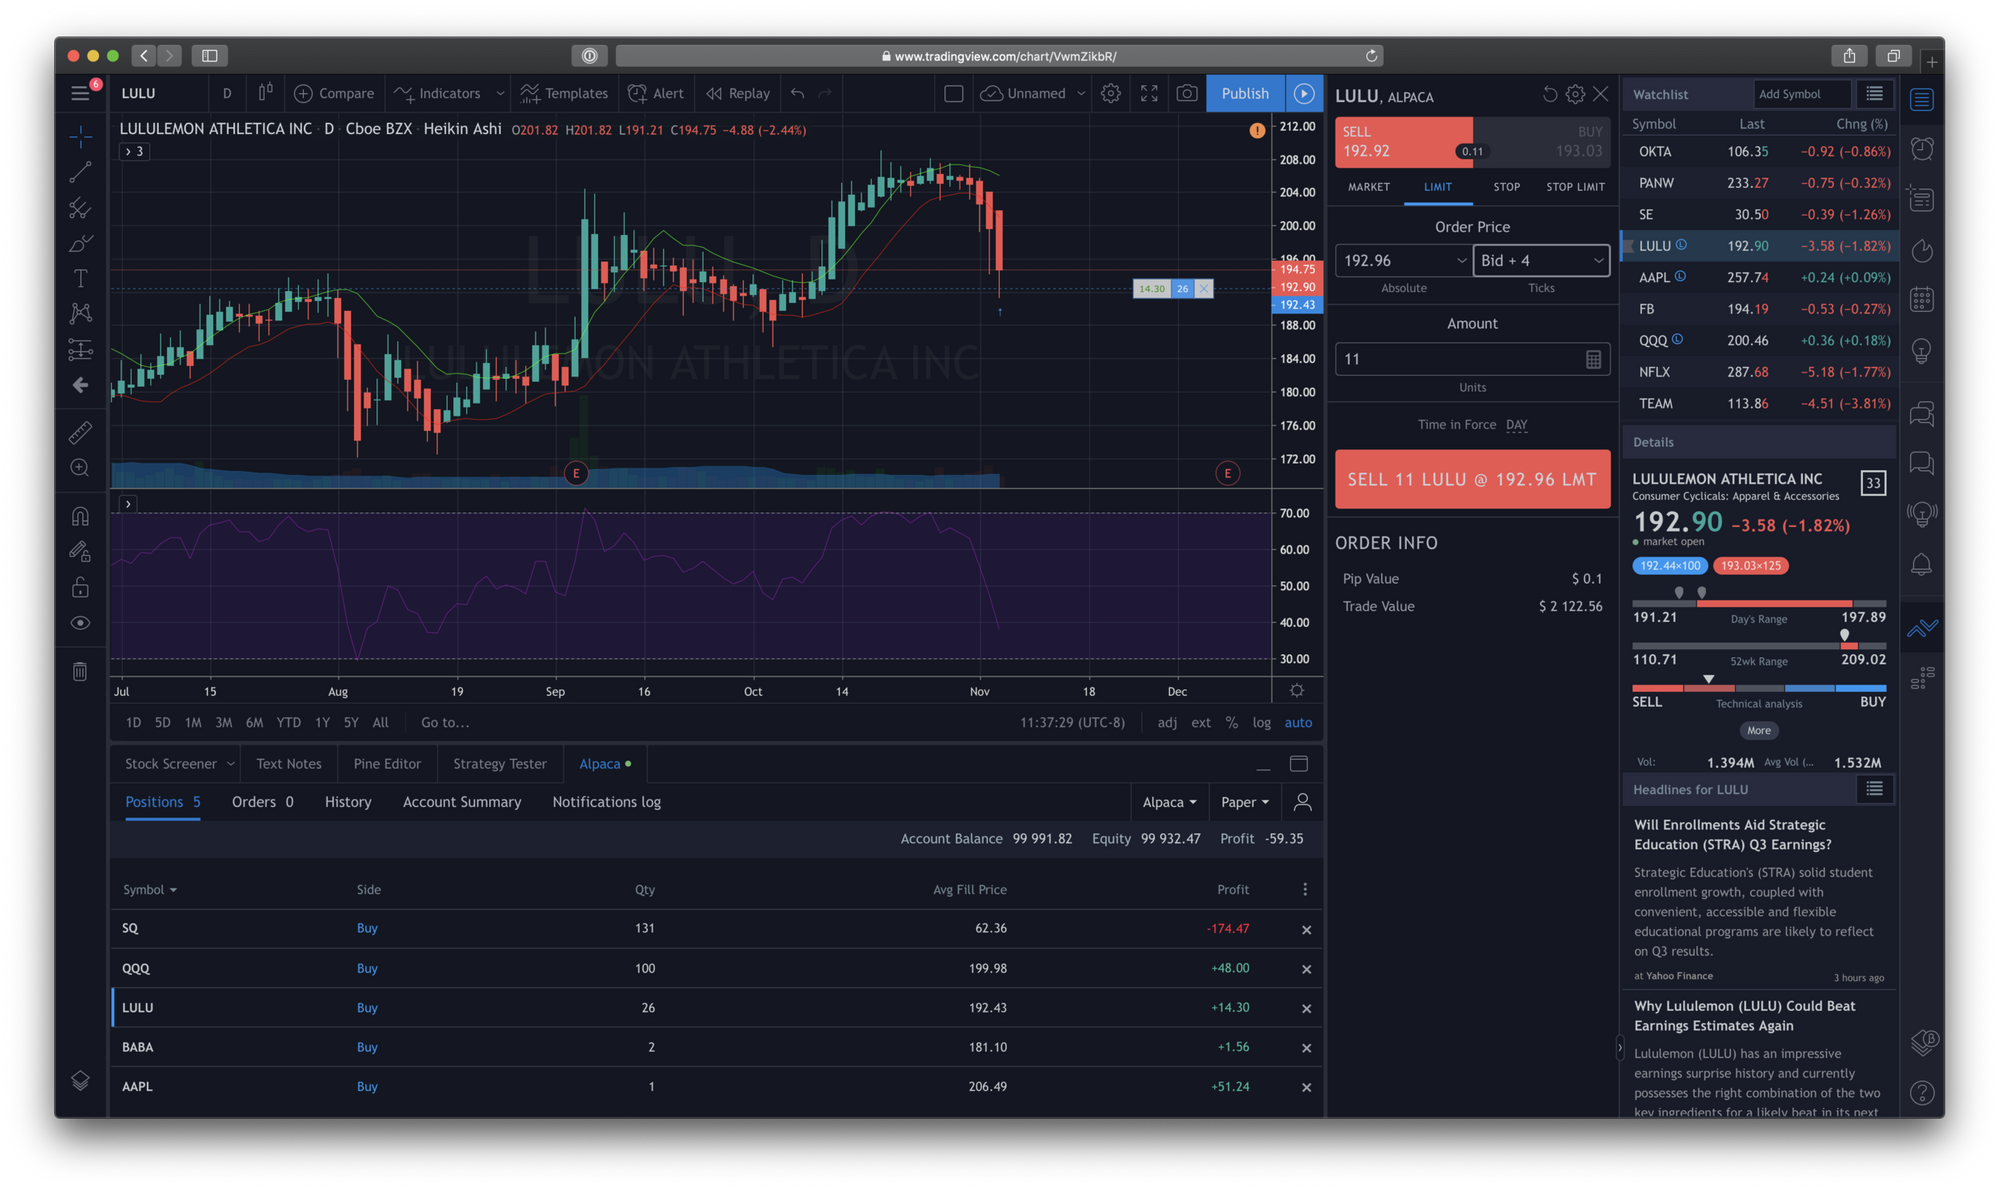 www.tradingview.com/chart/VwmZikbR/
6
LULU D Compare Indicators Templates Alert Replay Unnamed Publish
LULULEMON ATHLETICA INC · D · Cboe BZX · Heikin Ashi O201.82 H201.82 L191.21 C194.75 −4.88 (−2.44%)
3
LULU, D
LULULEMON ATHLETICA INC
212.00
208.00
204.00
200.00
196.00
194.75
192.90
192.43
188.00
184.00
180.00
176.00
172.00
14.30 26
E E
70.00
60.00
50.00
40.00
30.00
Jul 15 Aug 19 Sep 16 Oct 14 Nov 18 Dec
1D 5D 1M 3M 6M YTD 1Y 5Y All Go to... 11:37:29 (UTC-8) adj ext % log auto
Stock Screener Text Notes Pine Editor Strategy Tester Alpaca
Positions 5 Orders 0 History Account Summary Notifications log Alpaca Paper
Account Balance 99 991.82 Equity 99 932.47 Profit -59.35
Symbol Side Qty Avg Fill Price Profit
SQ Buy 131 62.36 -174.47
QQQ Buy 100 199.98 +48.00
LULU Buy 26 192.43 +14.30
BABA Buy 2 181.10 +1.56
AAPL Buy 1 206.49 +51.24
LULU, ALPACA
SELL BUY
192.92 0.11 193.03
MARKET LIMIT STOP STOP LIMIT
Order Price
192.96 Bid + 4
Absolute Ticks
Amount
11
Units
Time in Force DAY
SELL 11 LULU @ 192.96 LMT
ORDER INFO
Pip Value $ 0.1
Trade Value $ 2 122.56
Watchlist Add Symbol
Symbol Last Chng (%)
OKTA 106.35 −0.92 (−0.86%)
PANW 233.27 −0.75 (−0.32%)
SE 30.50 −0.39 (−1.26%)
LULU L 192.90 −3.58 (−1.82%)
AAPL L 257.74 +0.24 (+0.09%)
FB 194.19 −0.53 (−0.27%)
QQQ L 200.46 +0.36 (+0.18%)
NFLX 287.68 −5.18 (−1.77%)
TEAM 113.86 −4.51 (−3.81%)
Details
LULULEMON ATHLETICA INC 33
Consumer Cyclicals: Apparel & Accessories
192.90 −3.58 (−1.82%)
market open
192.44×100 193.03×125
191.21 Day's Range 197.89
110.71 52wk Range 209.02
SELL Technical analysis BUY
More
Vol: 1.394M Avg Vol (... 1.532M
Headlines for LULU
Will Enrollments Aid Strategic
Education (STRA) Q3 Earnings?
Strategic Education's (STRA) solid student
enrollment growth, coupled with
convenient, accessible and flexible
educational programs are likely to reflect
on Q3 results.
at Yahoo Finance 3 hours ago
Why Lululemon (LULU) Could Beat
Earnings Estimates Again
Lululemon (LULU) has an impressive
earnings surprise history and currently
possesses the right combination of the two
key ingredients for a likely beat in its next